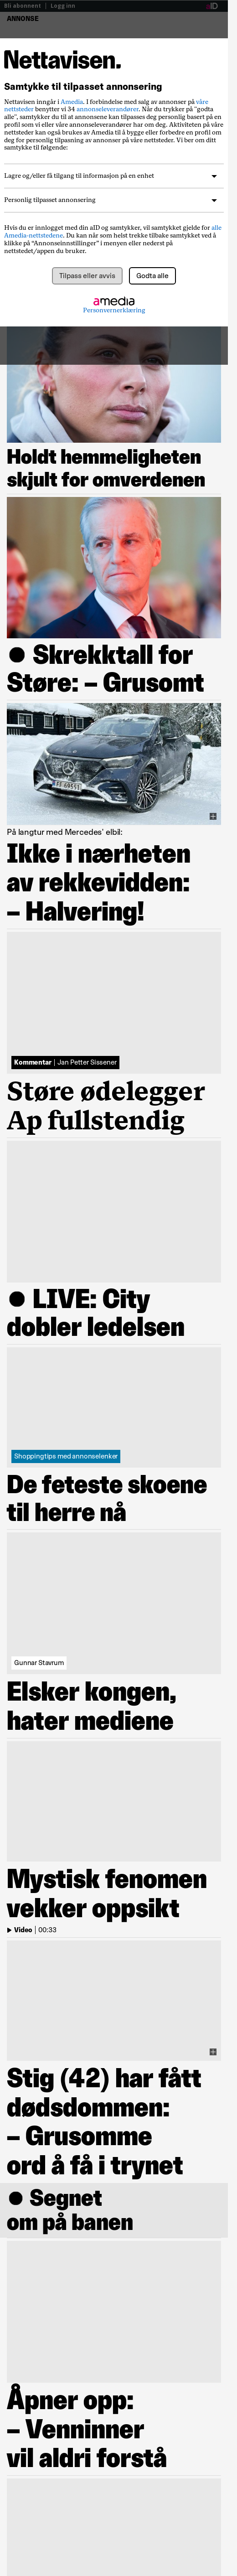 Bli abonnent | Logg inn
ANNONSE
Nettavisen.
Samtykke til tilpasset annonsering
Nettavisen inngår i Amedia. I forbindelse med salg av annonser på våre
nettsteder benytter vi 34 annonseleverandører. Når du trykker på "godta
alle", samtykker du til at annonsene kan tilpasses deg personlig basert på en
profil som vi eller våre annonseleverandører har om deg. Aktiviteten din på våre
nettsteder kan også brukes av Amedia til å bygge eller forbedre en profil om
deg for personlig tilpasning av annonser på våre nettsteder. Vi ber om ditt
samtykke til følgende:
Lagre og/eller få tilgang til informasjon på en enhet
Personlig tilpasset annonsering
Hvis du er innlogget med din aID og samtykker, vil samtykket gjelde for alle
Amedia-nettstedene. Du kan når som helst trekke tilbake samtykket ved å
klikke på “Annonseinnstillinger” i menyen eller nederst på
nettstedet/appen du bruker.
Tilpass eller avvis
Godta alle
amedia
Personvernerklæring
Holdt hemmeligheten
skjult for omverdenen
● Skrekktall for
Støre: – Grusomt
På langtur med Mercedes' elbil:
Ikke i nærheten
av rekkevidden:
– Halvering!
Kommentar | Jan Petter Sissener
Støre ødelegger
Ap fullstendig
● LIVE: City
dobler ledelsen
Shoppingtips med annonselenker
De feteste skoene
til herre nå
Gunnar Stavrum
Elsker kongen,
hater mediene
Mystisk fenomen
vekker oppsikt
Video | 00:33
Stig (42) har fått
dødsdommen:
– Grusomme
ord å få i trynet
● Segnet
om på banen
Åpner opp:
– Venninner
vil aldri forstå